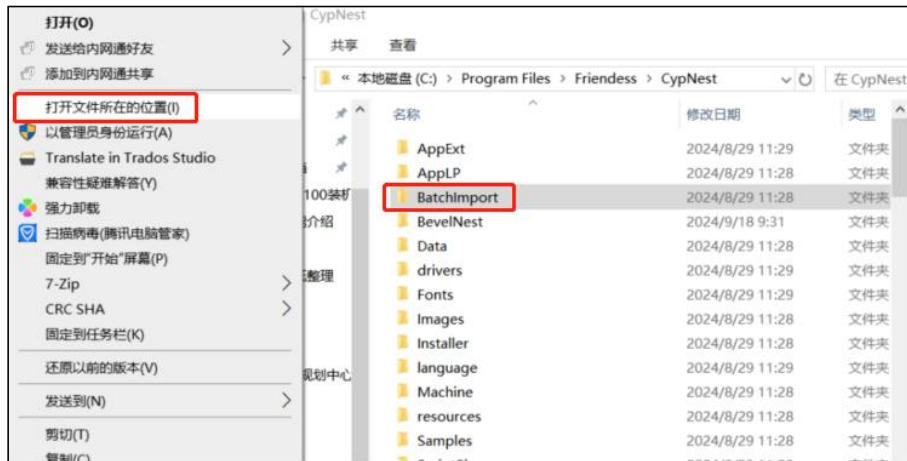 打开(O)
发送给内网通好友
添加到内网通共享
打开文件所在的位置(I)
以管理员身份运行(A)
Translate in Trados Studio
兼容性疑难解答(Y)
强力卸载
扫描病毒(腾讯电脑管家)
固定到"开始"屏幕(P)
7-Zip
CRC SHA
固定到任务栏(K)
还原以前的版本(V)
发送到(N)
剪切(T)
复制(C)
CypNest
共享 查看
« 本地磁盘 (C:) > Program Files > Friendess > CypNest
在 CypNest
100装机
介绍
整理
规划中心
名称 修改日期 类型
AppExt 2024/8/29 11:29 文件夹
AppLP 2024/8/29 11:28 文件夹
BatchImport 2024/8/29 11:28 文件夹
BevelNest 2024/9/18 9:31 文件夹
Data 2024/8/29 11:28 文件夹
drivers 2024/8/29 11:29 文件夹
Fonts 2024/8/29 11:29 文件夹
Images 2024/8/29 11:28 文件夹
Installer 2024/8/29 11:28 文件夹
language 2024/8/29 11:29 文件夹
Machine 2024/8/29 11:28 文件夹
resources 2024/8/29 11:28 文件夹
Samples 2024/8/29 11:28 文件夹